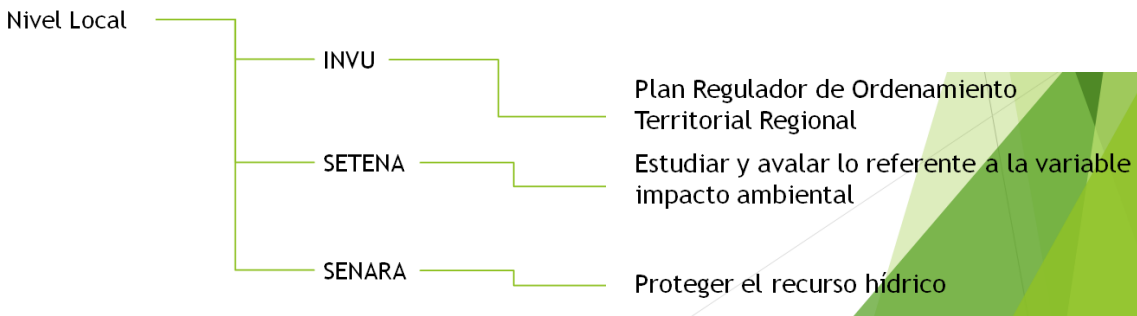 Nivel Local
INVU
Plan Regulador de Ordenamiento
Territorial Regional
SETENA
Estudiar y avalar lo referente a la variable
impacto ambiental
SENARA
Proteger el recurso hídrico